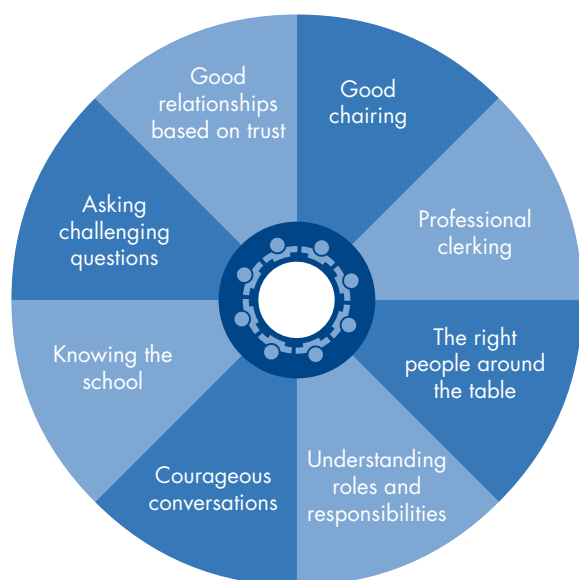 Good
relationships
based on trust
Good
chairing
Professional
clerking
The right
people around
the table
Understanding
roles and
responsibilities
Courageous
conversations
Knowing the
school
Asking
challenging
questions